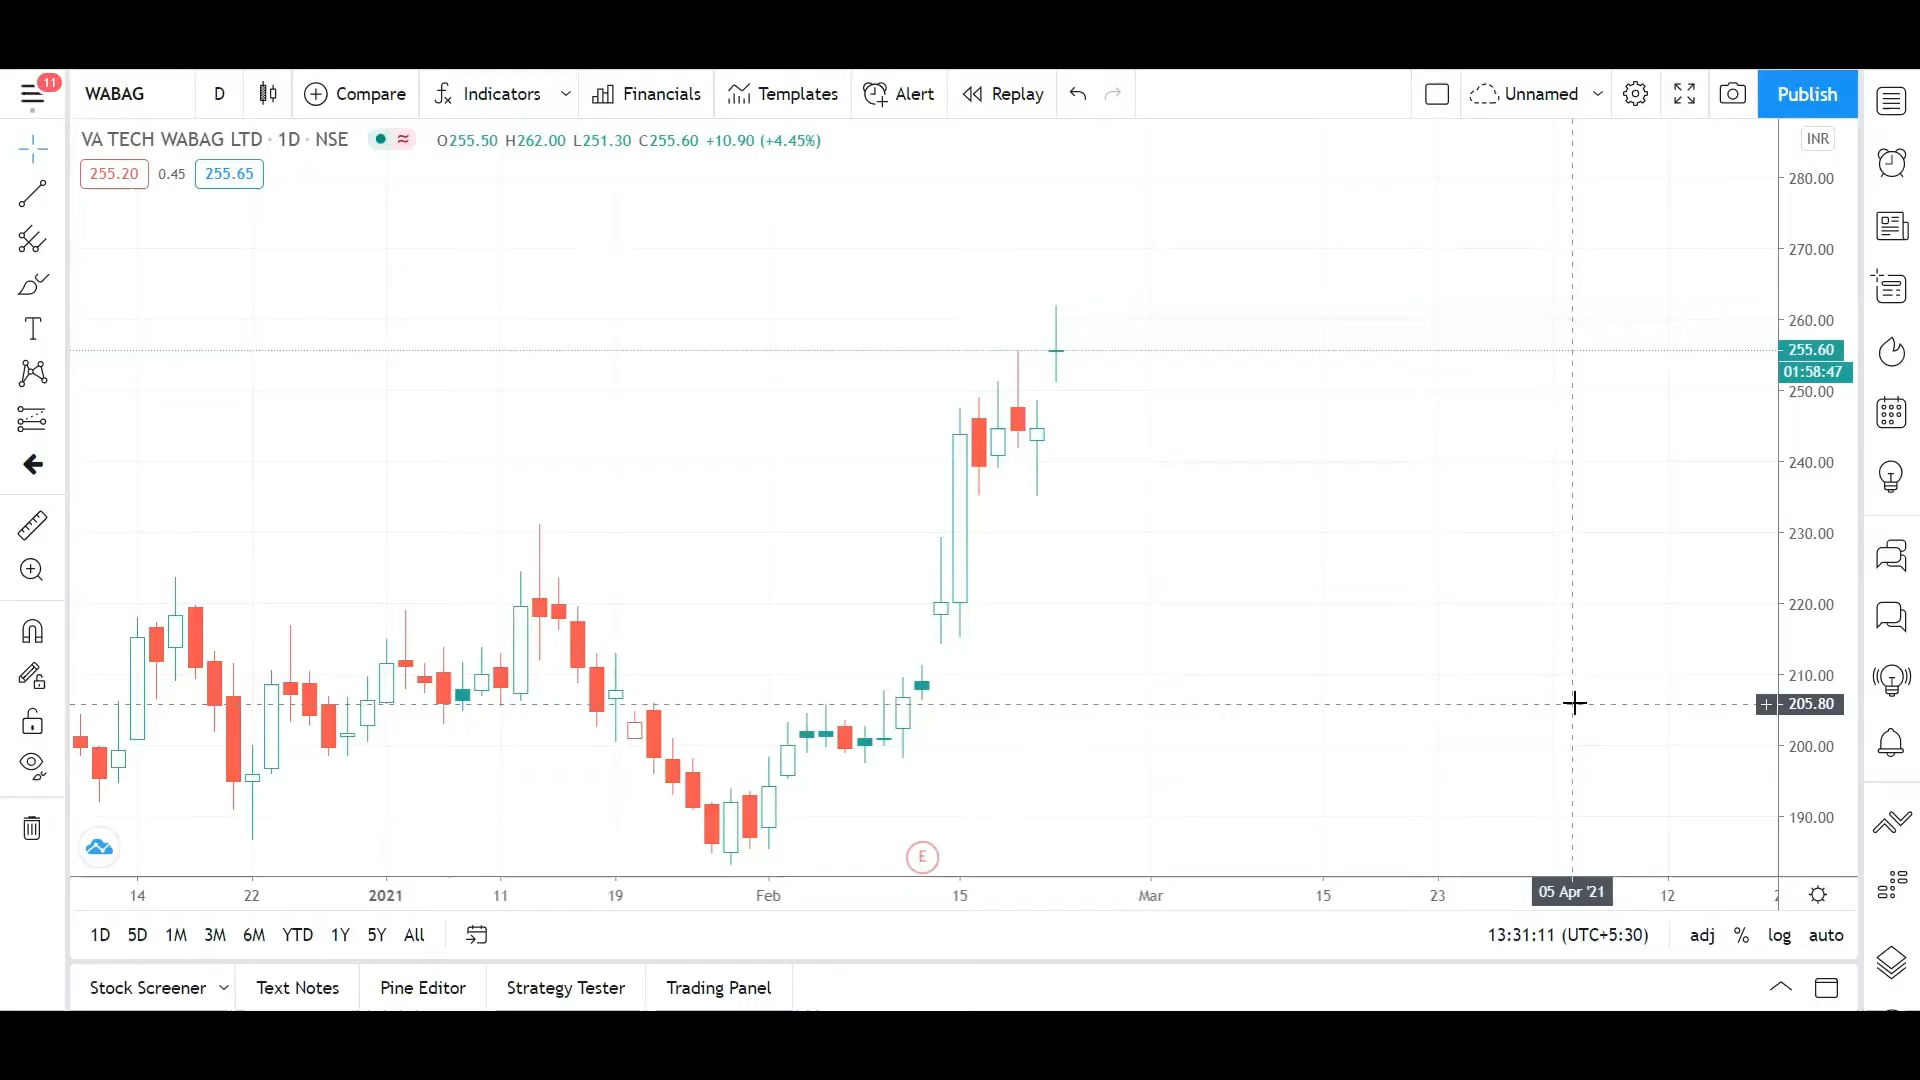 11
WABAG D Compare Indicators Financials Templates Alert Replay Unnamed Publish
VA TECH WABAG LTD · 1D · NSE O255.50 H262.00 L251.30 C255.60 +10.90 (+4.45%)
INR
255.20 0.45 255.65
280.00
270.00
260.00
255.60
01:58:47
250.00
240.00
230.00
220.00
210.00
205.80
200.00
190.00
E
14 22 2021 11 19 Feb 15 Mar 15 23 05 Apr '21 12
1D 5D 1M 3M 6M YTD 1Y 5Y All 13:31:11 (UTC+5:30) adj % log auto
Stock Screener Text Notes Pine Editor Strategy Tester Trading Panel